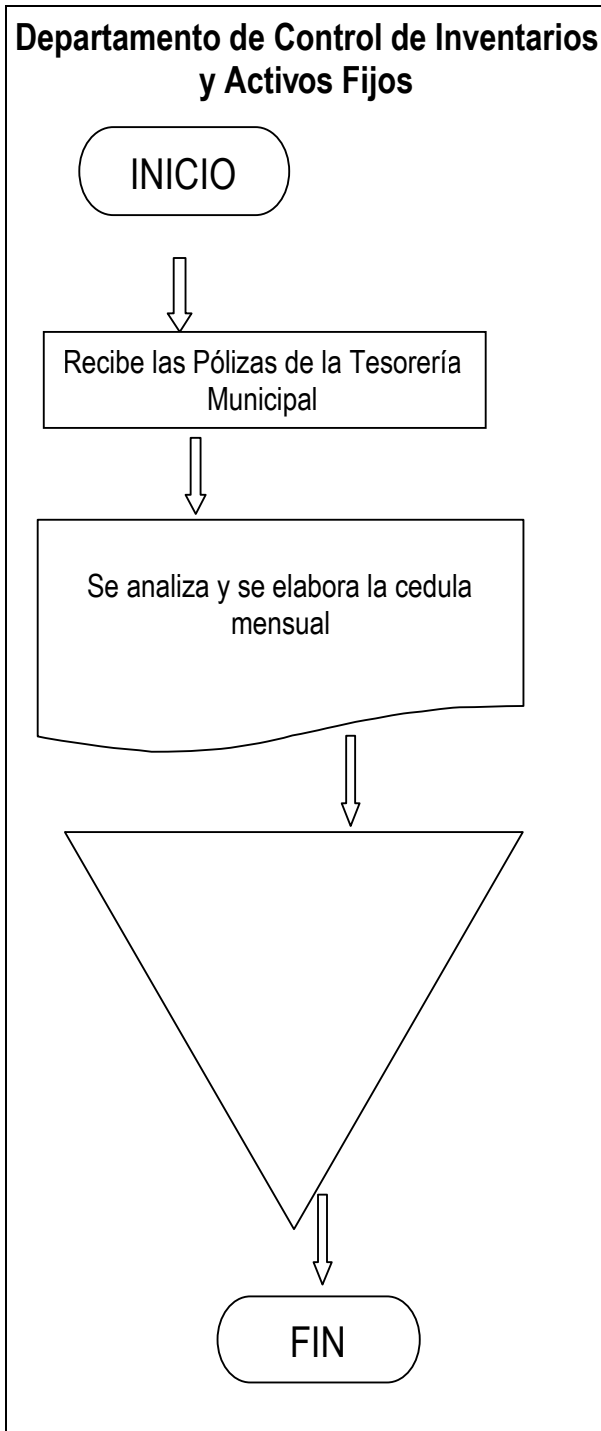 Departamento de Control de Inventarios
y Activos Fijos
INICIO
Recibe las Pólizas de la Tesorería
Municipal
Se analiza y se elabora la cedula
mensual
FIN